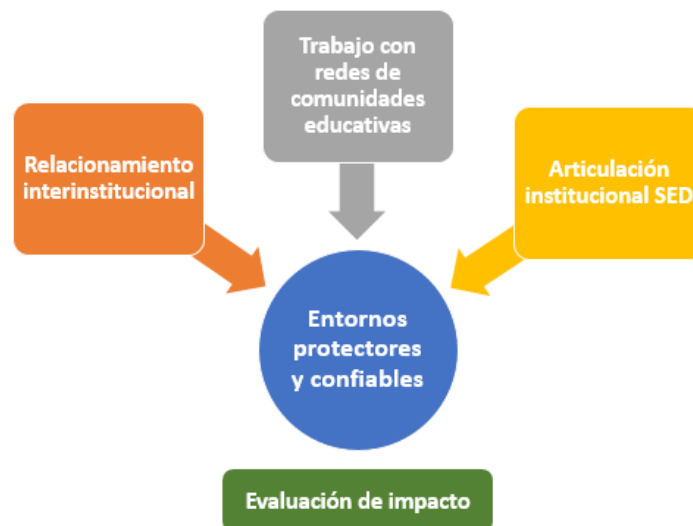 Trabajo con
redes de
comunidades
educativas
Relacionamiento
interinstitucional
Articulación
institucional SED
Entornos
protectores
y confiables
Evaluación de impacto